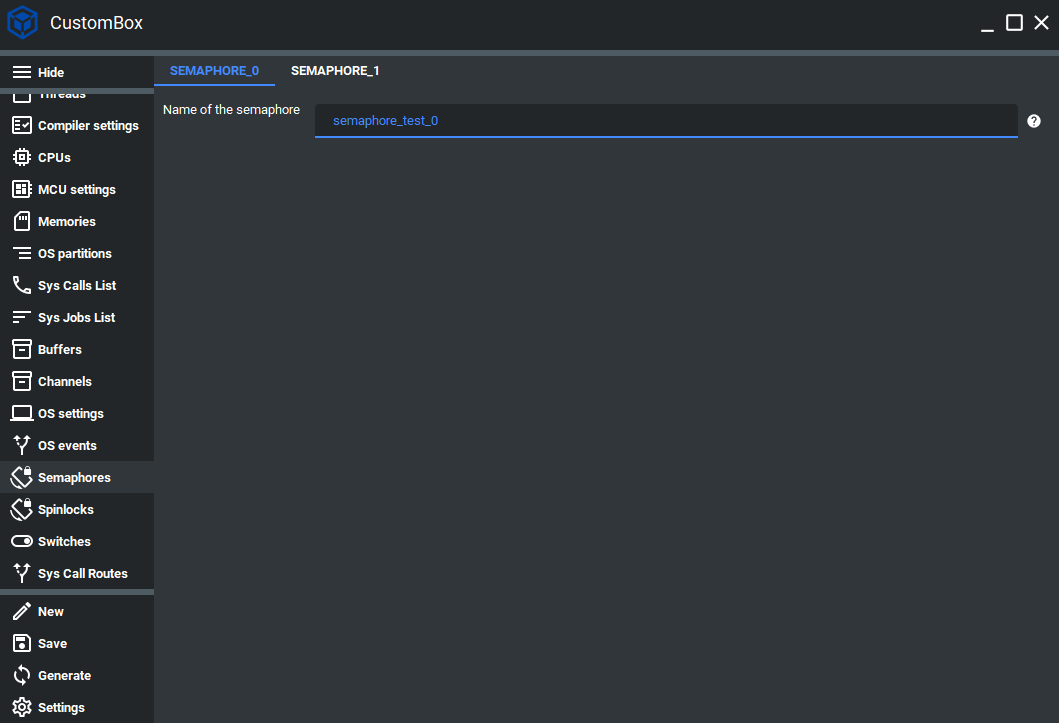 CustomBox
Hide
Threads
Compiler settings
CPUs
MCU settings
Memories
OS partitions
Sys Calls List
Sys Jobs List
Buffers
Channels
OS settings
OS events
Semaphores
Spinlocks
Switches
Sys Call Routes
New
Save
Generate
Settings
SEMAPHORE_0 SEMAPHORE_1
Name of the semaphore semaphore_test_0 ?